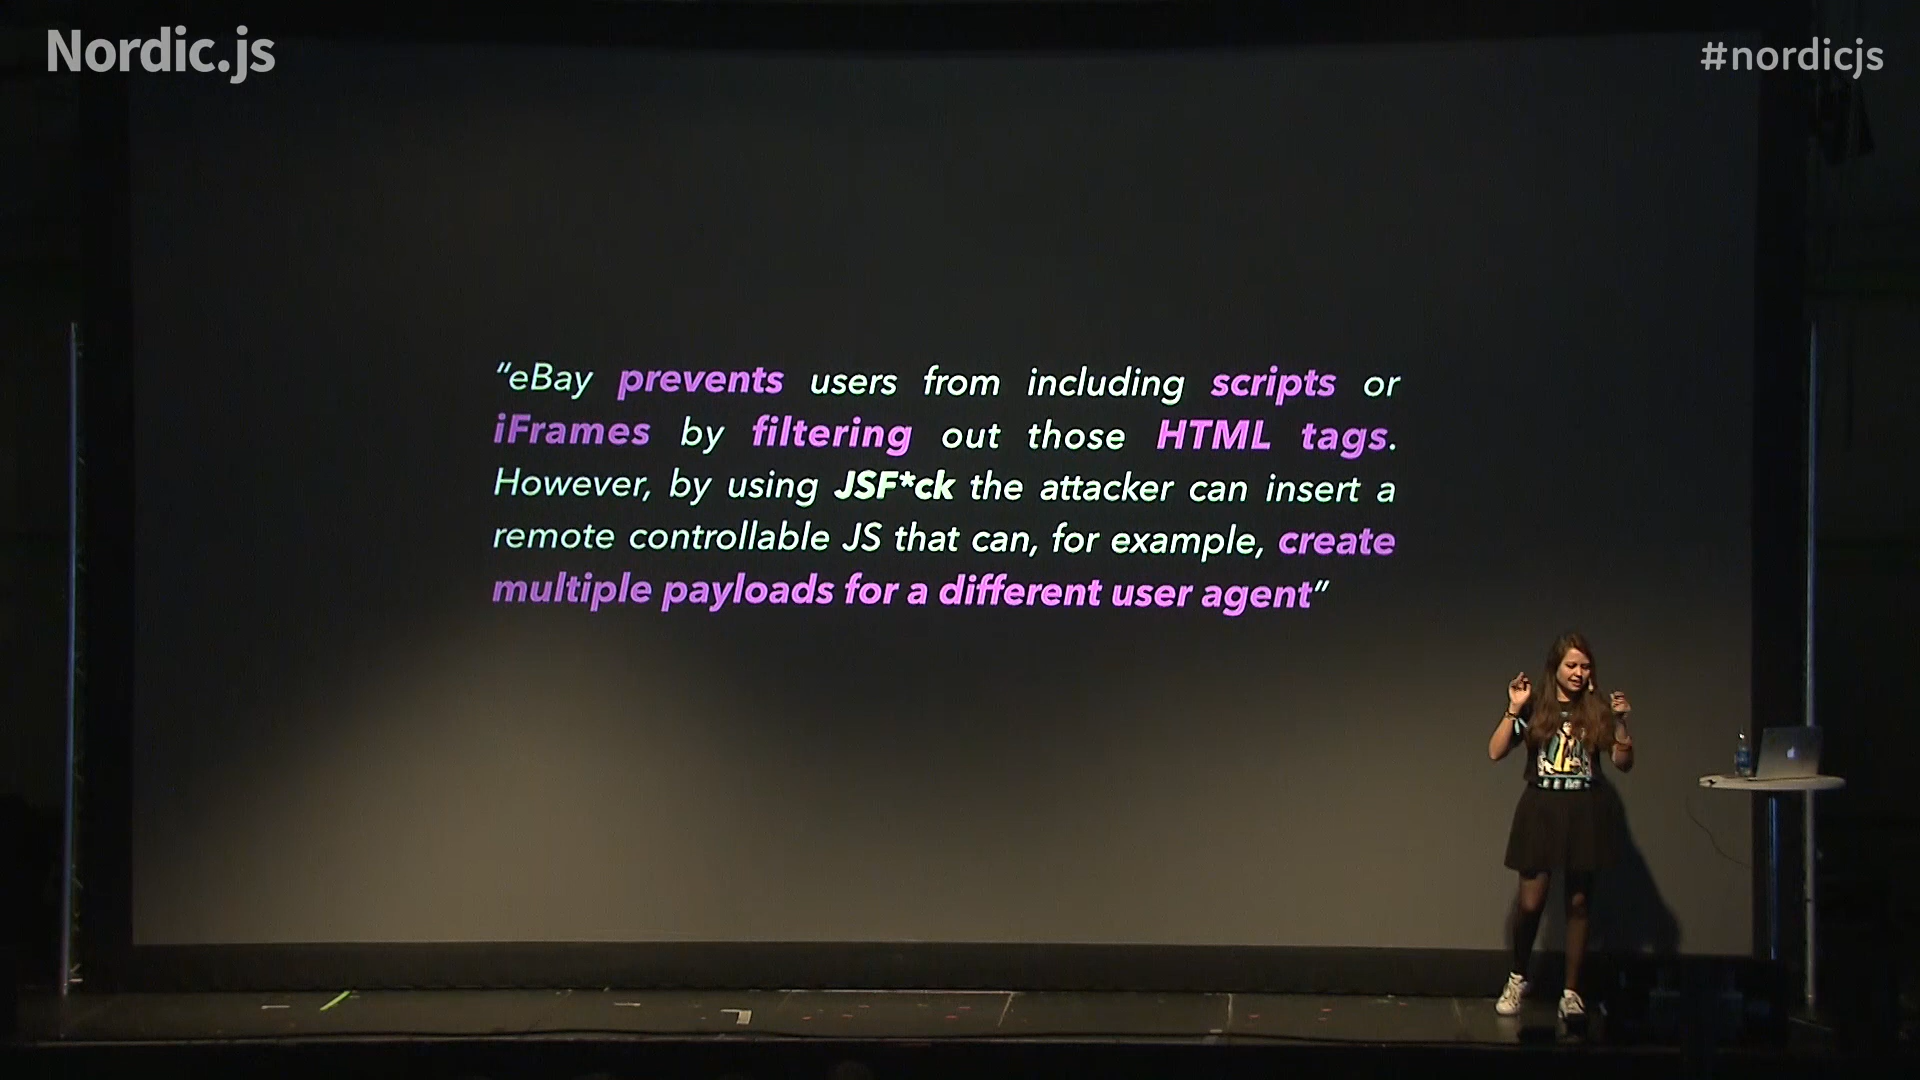 Nordic.js
#nordicjs
“eBay prevents users from including scripts or
iFrames by filtering out those HTML tags.
However, by using JSF*ck the attacker can insert a
remote controllable JS that can, for example, create
multiple payloads for a different user agent”